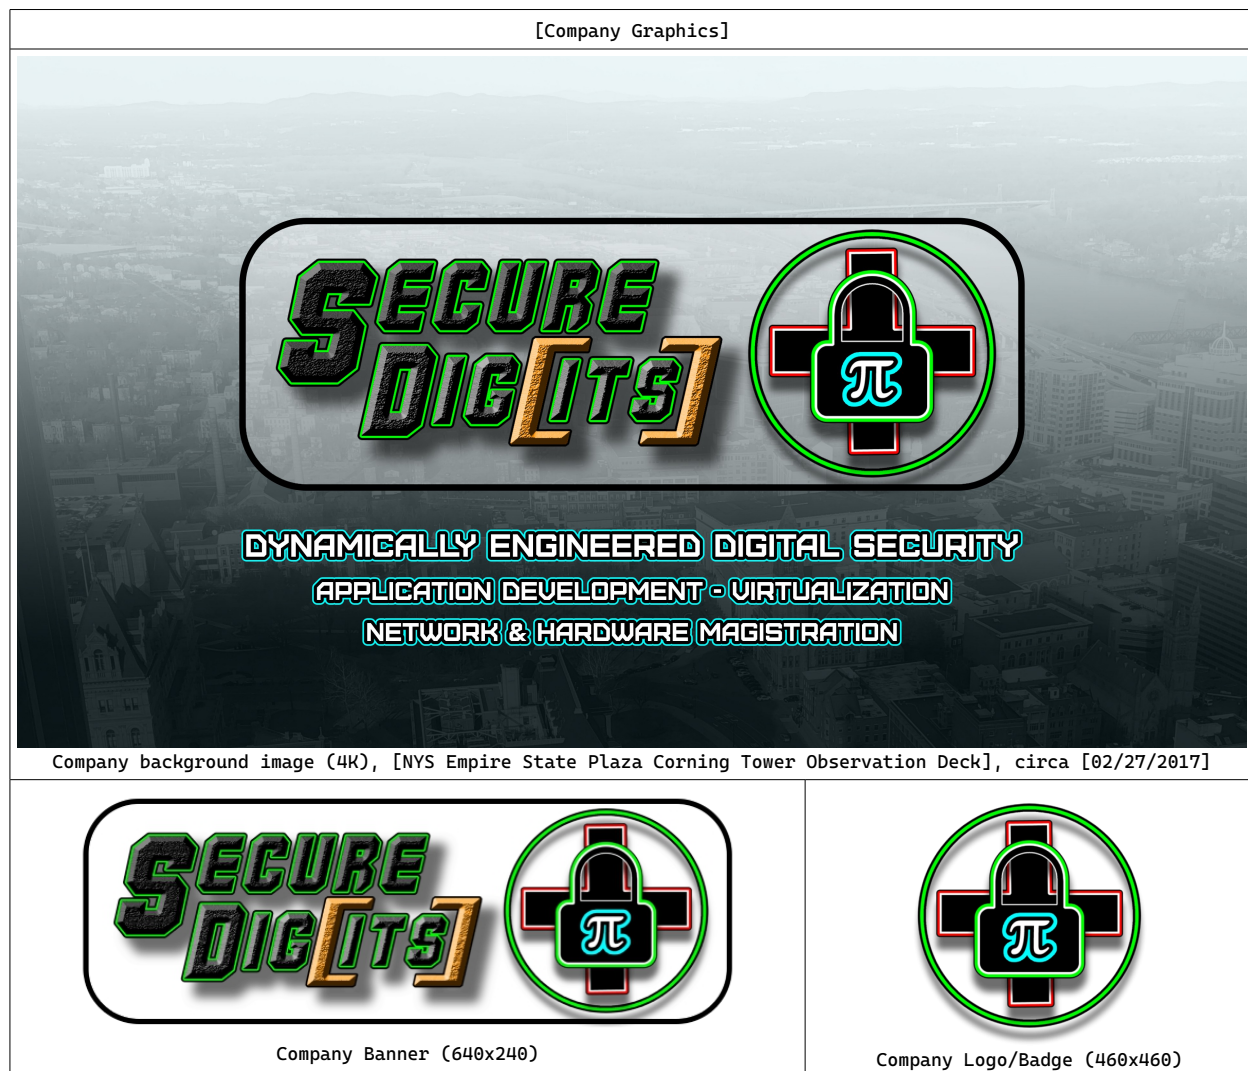 [Company Graphics]
SECURE
DIG[ITS]
π
DYNAMICALLY ENGINEERED DIGITAL SECURITY
APPLICATION DEVELOPMENT - VIRTUALIZATION
NETWORK & HARDWARE MAGISTRATION
Company background image (4K), [NYS Empire State Plaza Corning Tower Observation Deck], circa [02/27/2017]
SECURE
DIG[ITS]
π
Company Banner (640x240)
π
Company Logo/Badge (460x460)